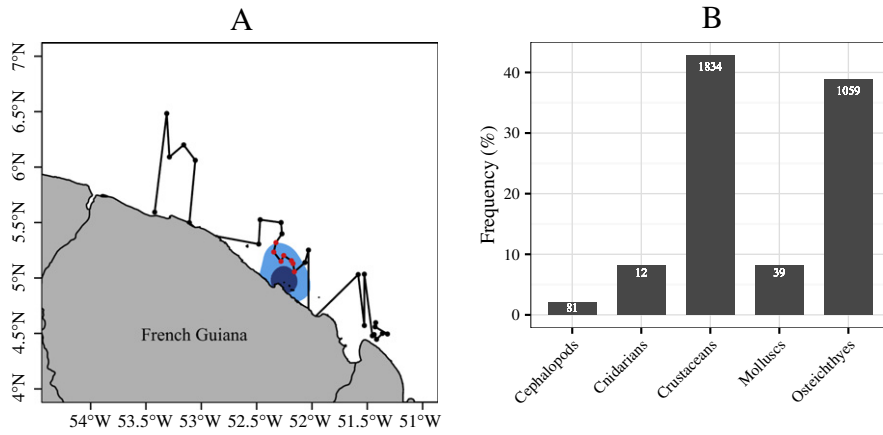 A
B
7°N
6.5°N
6°N
5.5°N
5°N
4.5°N
4°N
French Guiana
54°W 53.5°W 53°W 52.5°W 52°W 51.5°W 51°W
Frequency (%)
40
30
20
10
0
81
12
1834
39
1059
Cephalopods
Cnidarians
Crustaceans
Molluscs
Osteichthyes